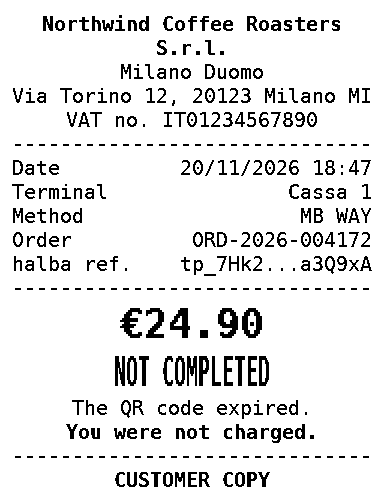 Northwind Coffee Roasters
S.r.l.
Milano Duomo
Via Torino 12, 20123 Milano MI
VAT no. IT01234567890
------------------------------
Date 20/11/2026 18:47
Terminal Cassa 1
Method MB WAY
Order ORD-2026-004172
halba ref. tp_7Hk2...a3Q9xA
------------------------------
€24.90
NOT COMPLETED
The QR code expired.
You were not charged.
------------------------------
CUSTOMER COPY